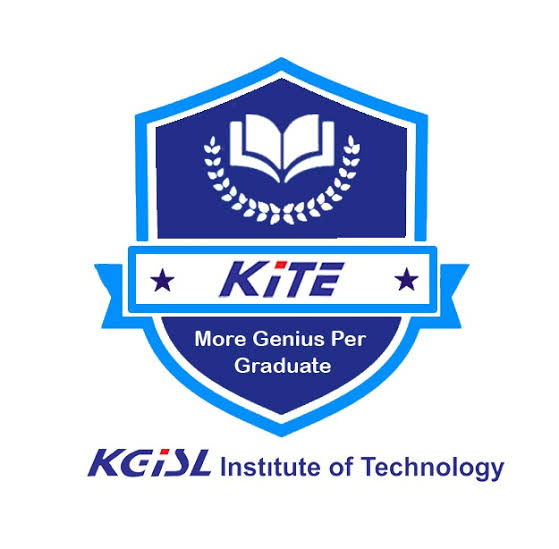 KiTE
More Genius Per
Graduate
KGiSL Institute of Technology